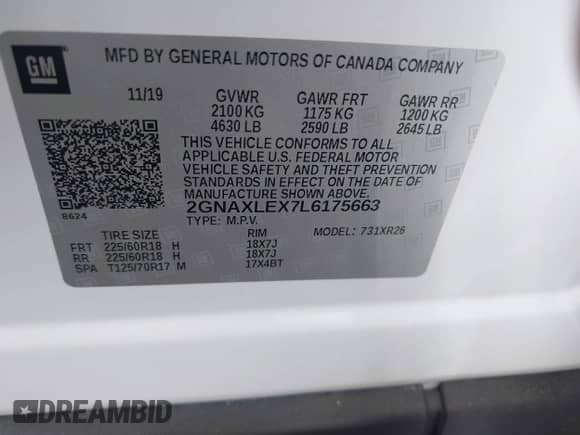 GM
MFD BY GENERAL MOTORS OF CANADA COMPANY
11/19 GVWR GAWR FRT GAWR RR
2100 KG 1175 KG 1200 KG
4630 LB 2590 LB 2645 LB
THIS VEHICLE CONFORMS TO ALL
APPLICABLE U.S. FEDERAL MOTOR
VEHICLE SAFETY AND THEFT PREVENTION
STANDARDS IN EFFECT ON THE DATE OF
MANUFACTURE SHOWN ABOVE.
8624 2GNAXLEX7L6175663
TYPE: M.P.V. MODEL: 731XR26
TIRE SIZE RIM
FRT 225/60R18 H 18X7J
RR 225/60R18 H 18X7J
SPA T125/70R17 M 17X4BT
DREAMBID